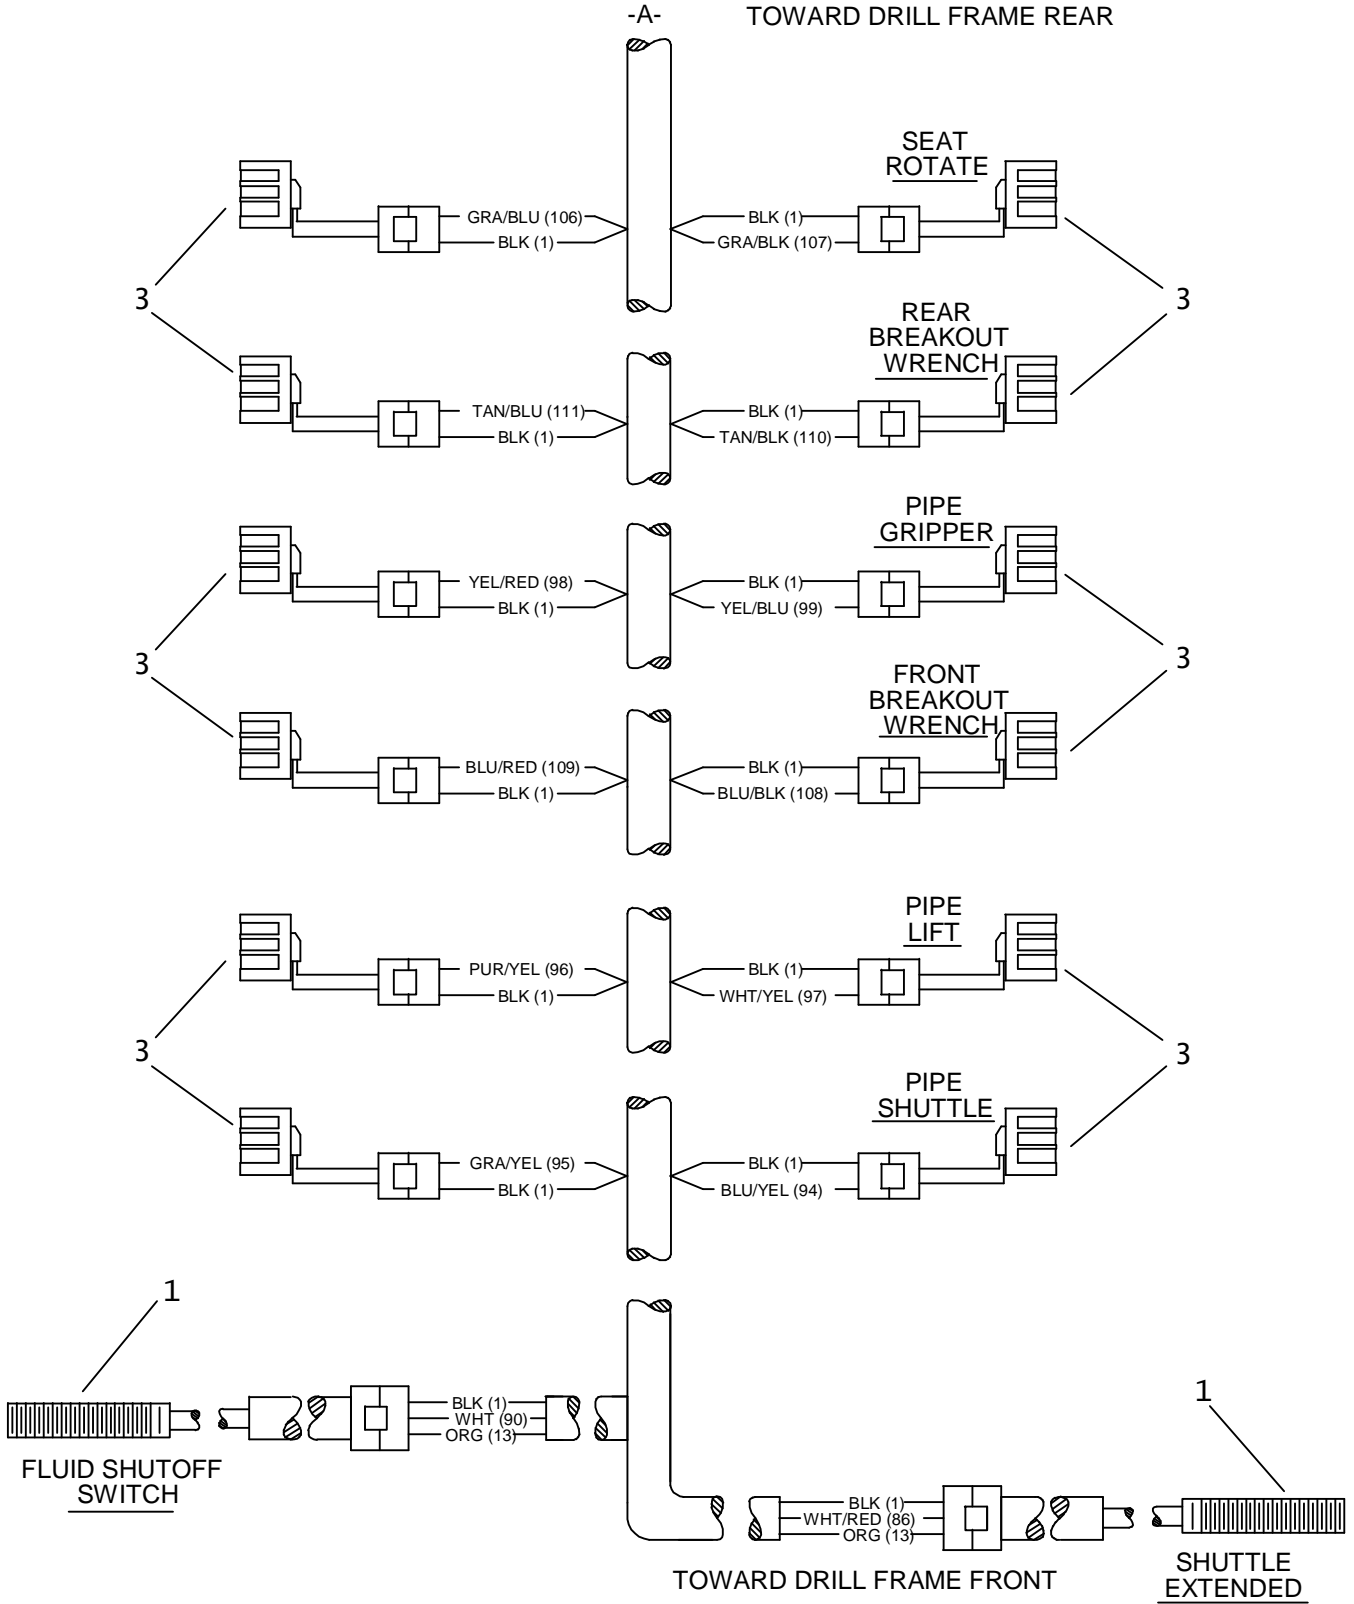 -A- TOWARD DRILL FRAME REAR
SEAT
ROTATE
GRA/BLU (106) BLK (1)
BLK (1) GRA/BLK (107)
3 3
REAR
BREAKOUT
WRENCH
TAN/BLU (111) BLK (1)
BLK (1) TAN/BLK (110)
PIPE
GRIPPER
YEL/RED (98) BLK (1)
BLK (1) YEL/BLU (99)
3 3
FRONT
BREAKOUT
WRENCH
BLU/RED (109) BLK (1)
BLK (1) BLU/BLK (108)
PIPE
LIFT
PUR/YEL (96) BLK (1)
BLK (1) WHT/YEL (97)
3 3
PIPE
SHUTTLE
GRA/YEL (95) BLK (1)
BLK (1) BLU/YEL (94)
1
BLK (1)
WHT (90)
ORG (13)
1
FLUID SHUTOFF
SWITCH
BLK (1)
WHT/RED (86)
ORG (13)
SHUTTLE
EXTENDED
TOWARD DRILL FRAME FRONT